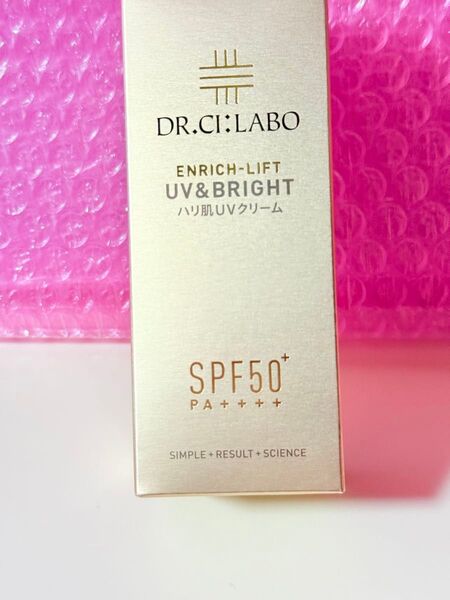 DR.CI:LABO
ENRICH-LIFT
UV&BRIGHT
ハリ肌UVクリーム
SPF50+
PA++++
SIMPLE+RESULT+SCIENCE